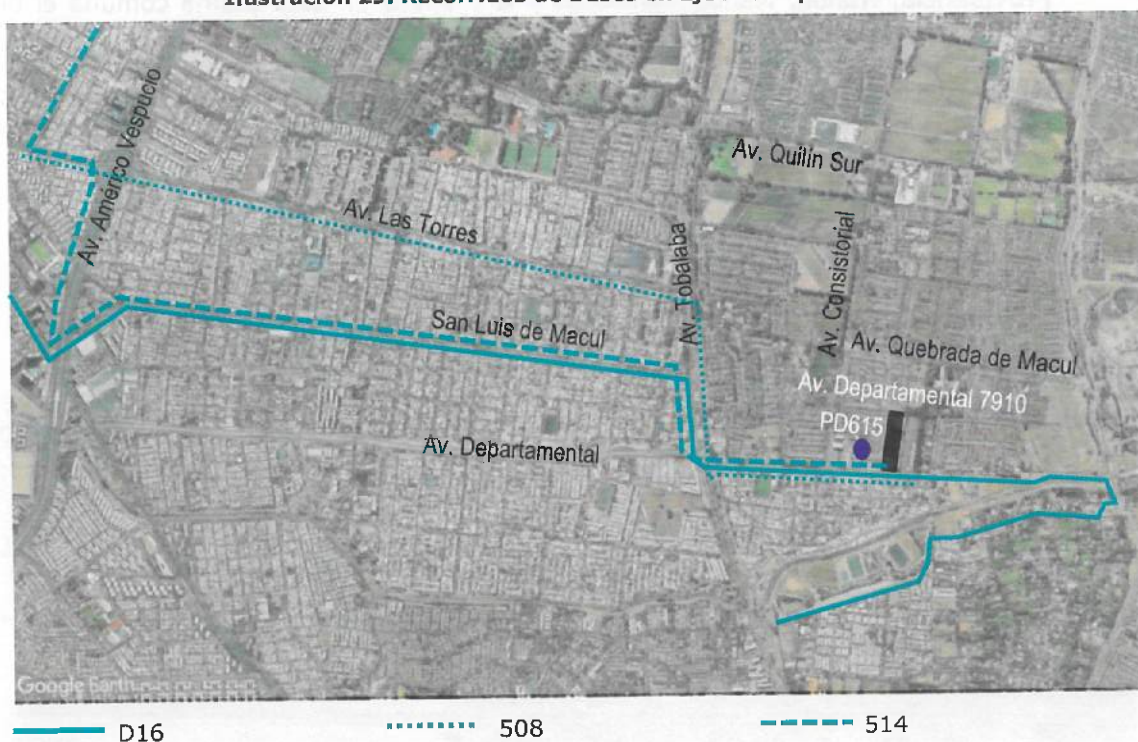 Av. Américo Vespucio
Av. Quilín Sur
Av. Las Torres
Av. Tobalaba
Av. Consistorial
San Luis de Macul
Av. Quebrada de Macul
Av. Departamental 7910
PD615
Av. Departamental
Google Earth
D16
508
514